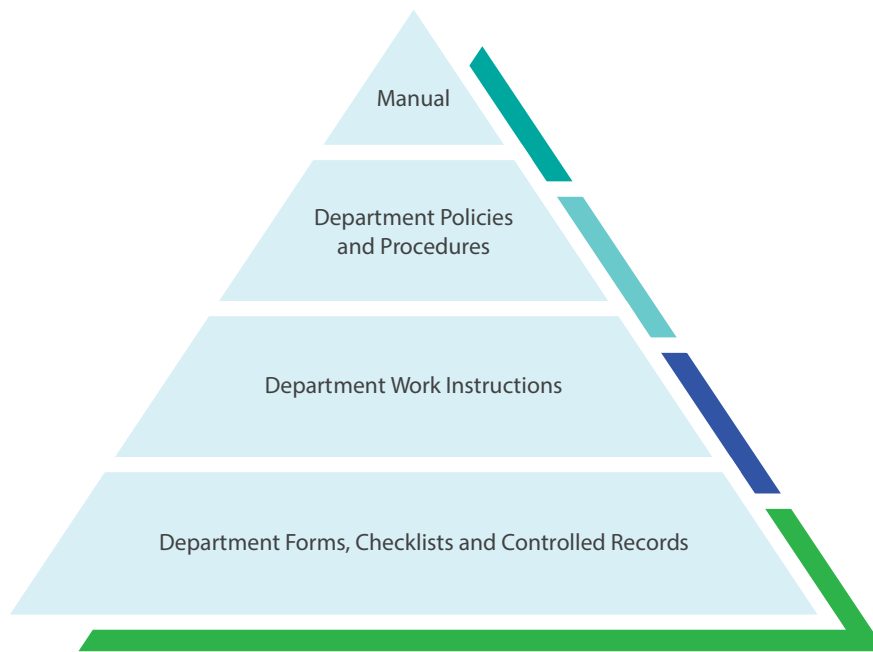 Manual
Department Policies
and Procedures
Department Work Instructions
Department Forms, Checklists and Controlled Records